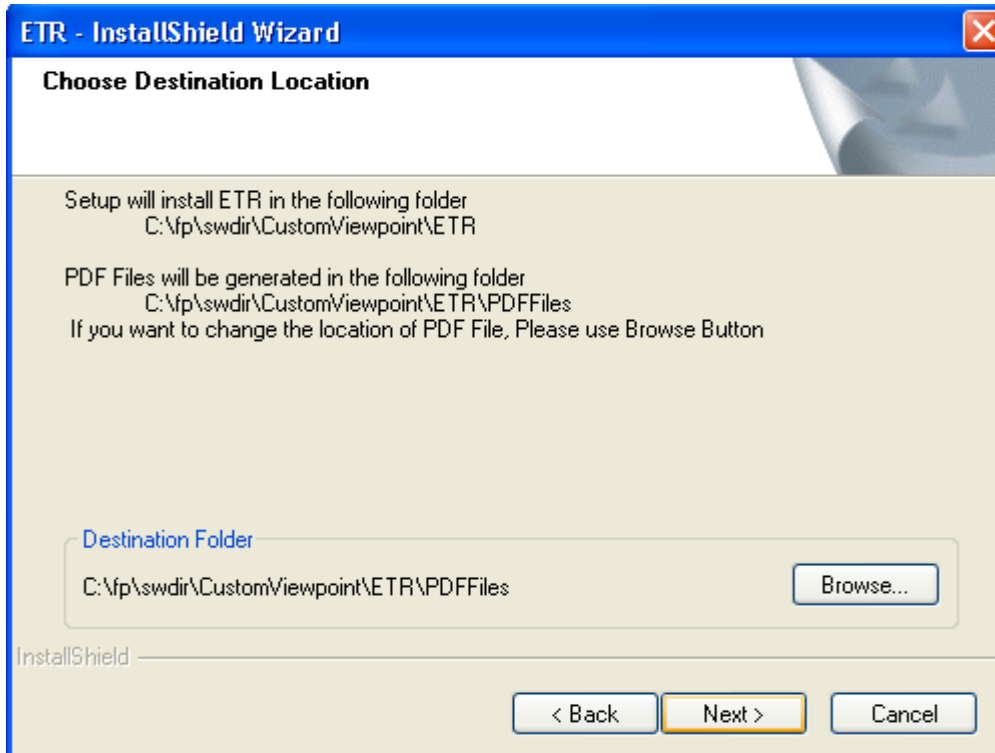 ETR - InstallShield Wizard
Choose Destination Location
Setup will install ETR in the following folder
C:\fp\swdir\CustomViewpoint\ETR
PDF Files will be generated in the following folder
C:\fp\swdir\CustomViewpoint\ETR\PDFFiles
If you want to change the location of PDF File, Please use Browse Button
Destination Folder
C:\fp\swdir\CustomViewpoint\ETR\PDFFiles
Browse...
InstallShield
< Back
Next >
Cancel